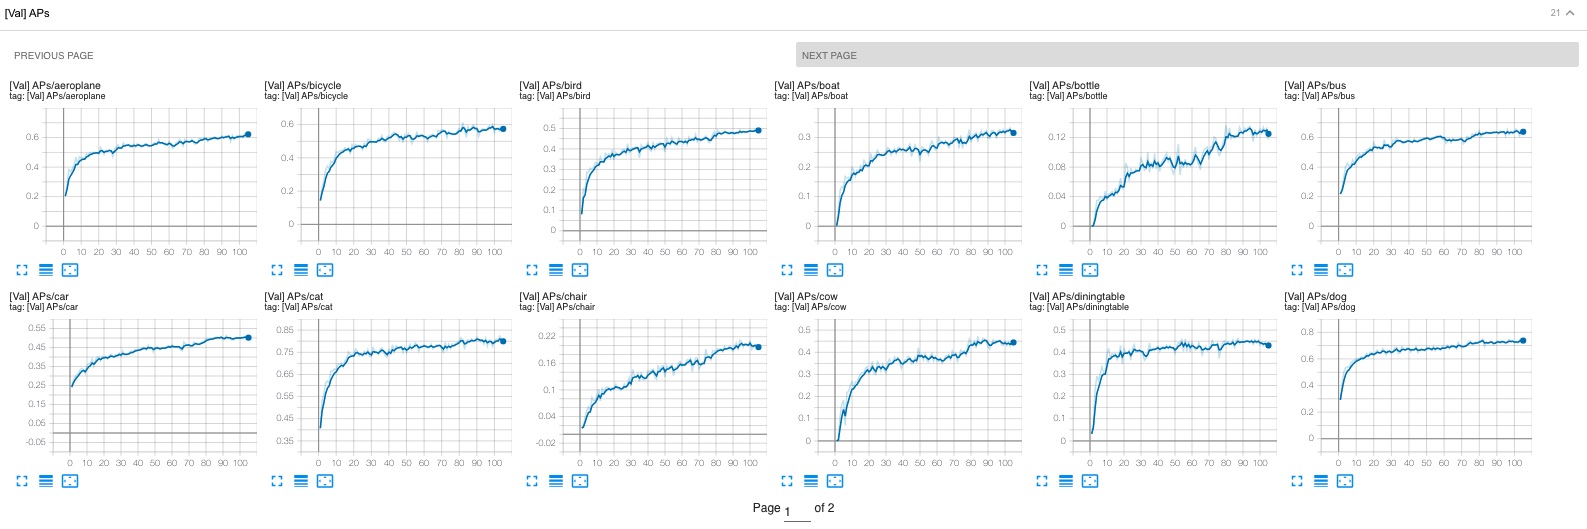 [Val] APs 21
PREVIOUS PAGE NEXT PAGE
[Val] APs/aeroplane
tag: [Val] APs/aeroplane
0.6
0.4
0.2
0
0 10 20 30 40 50 60 70 80 90 100
[Val] APs/bicycle
tag: [Val] APs/bicycle
0.6
0.4
0.2
0
0 10 20 30 40 50 60 70 80 90 100
[Val] APs/bird
tag: [Val] APs/bird
0.5
0.4
0.3
0.2
0.1
0
0 10 20 30 40 50 60 70 80 90 100
[Val] APs/boat
tag: [Val] APs/boat
0.3
0.2
0.1
0
0 10 20 30 40 50 60 70 80 90 100
[Val] APs/bottle
tag: [Val] APs/bottle
0.12
0.08
0.04
0
0 10 20 30 40 50 60 70 80 90 100
[Val] APs/bus
tag: [Val] APs/bus
0.6
0.4
0.2
0
0 10 20 30 40 50 60 70 80 90 100
[Val] APs/car
tag: [Val] APs/car
0.55
0.45
0.35
0.25
0.15
0.05
-0.05
0 10 20 30 40 50 60 70 80 90 100
[Val] APs/cat
tag: [Val] APs/cat
0.85
0.75
0.65
0.55
0.45
0.35
0 10 20 30 40 50 60 70 80 90 100
[Val] APs/chair
tag: [Val] APs/chair
0.22
0.16
0.1
0.04
-0.02
0 10 20 30 40 50 60 70 80 90 100
[Val] APs/cow
tag: [Val] APs/cow
0.5
0.4
0.3
0.2
0.1
0
0 10 20 30 40 50 60 70 80 90 100
[Val] APs/diningtable
tag: [Val] APs/diningtable
0.5
0.4
0.3
0.2
0.1
0
0 10 20 30 40 50 60 70 80 90 100
[Val] APs/dog
tag: [Val] APs/dog
0.8
0.6
0.4
0.2
0
0 10 20 30 40 50 60 70 80 90 100
Page 1 of 2